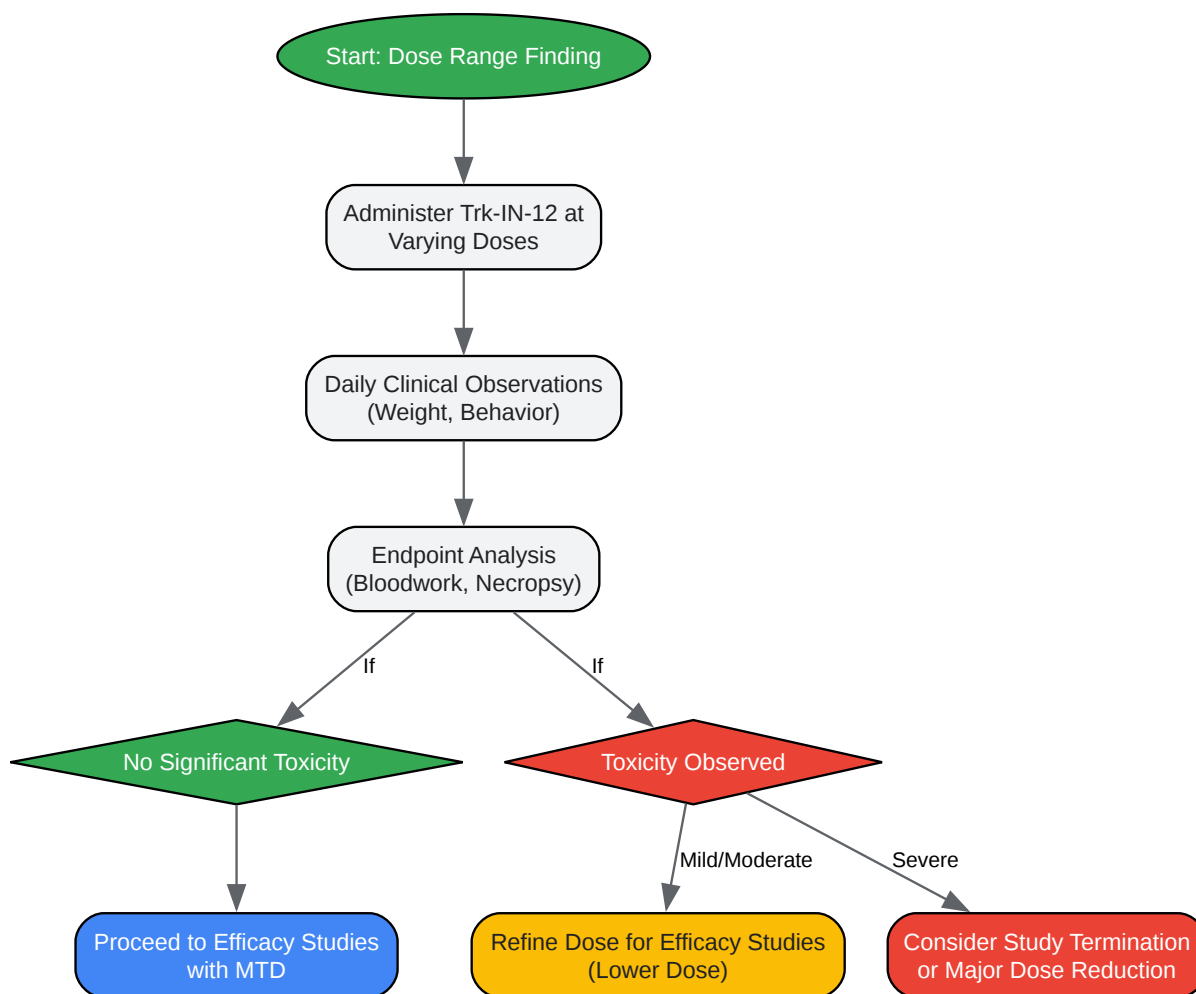 Start: Dose Range Finding
Administer Trk-IN-12 at
Varying Doses
Daily Clinical Observations
(Weight, Behavior)
Endpoint Analysis
(Bloodwork, Necropsy)
If
If
No Significant Toxicity
Toxicity Observed
Mild/Moderate
Severe
Proceed to Efficacy Studies
with MTD
Refine Dose for Efficacy Studies
(Lower Dose)
Consider Study Termination
or Major Dose Reduction